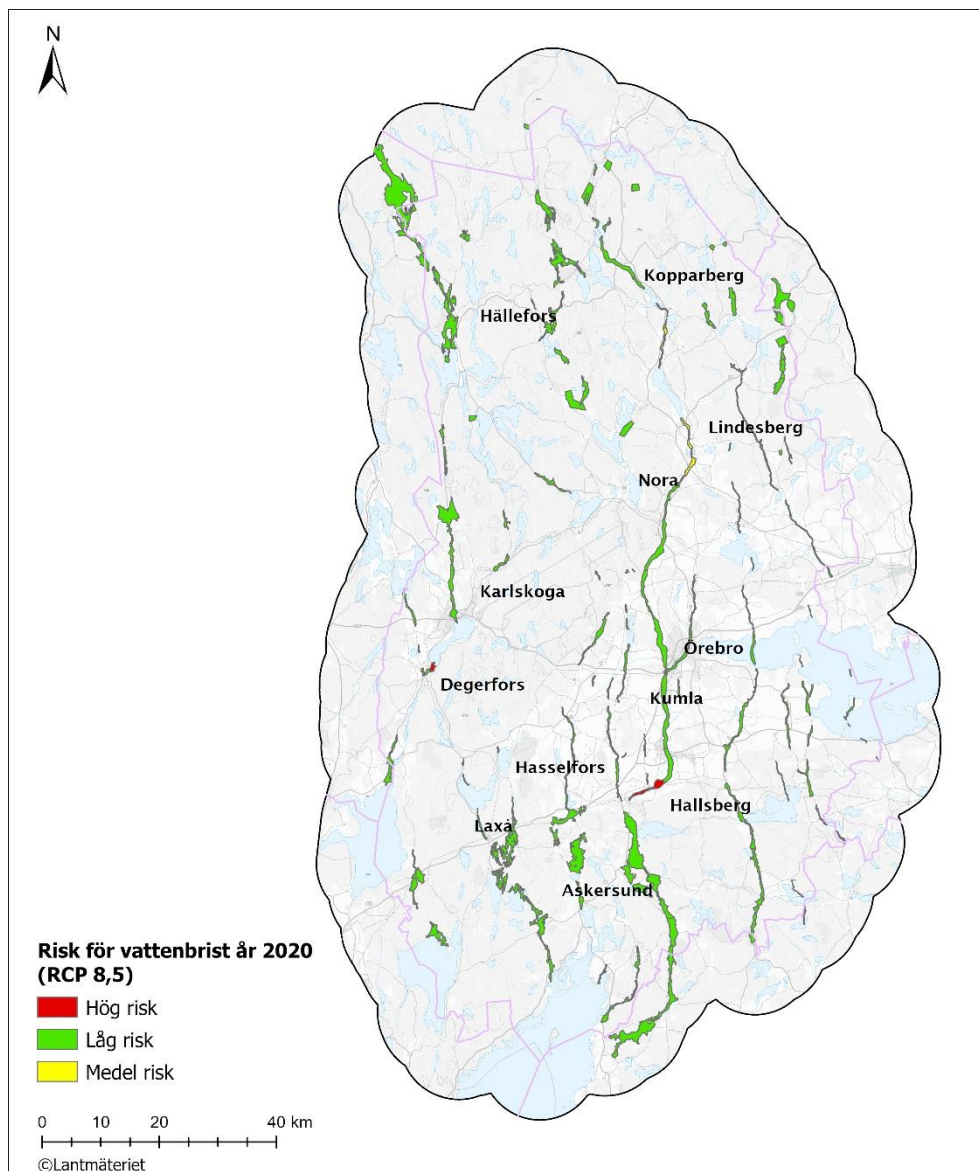 N
Kopparberg
Hällefors
Lindesberg
Nora
Karlskoga
Örebro
Degerfors
Kumla
Hasselfors
Hallsberg
Laxå
Askersund
Risk för vattenbrist år 2020
(RCP 8,5)
Hög risk
Låg risk
Medel risk
0 10 20 40 km
©Lantmäteriet